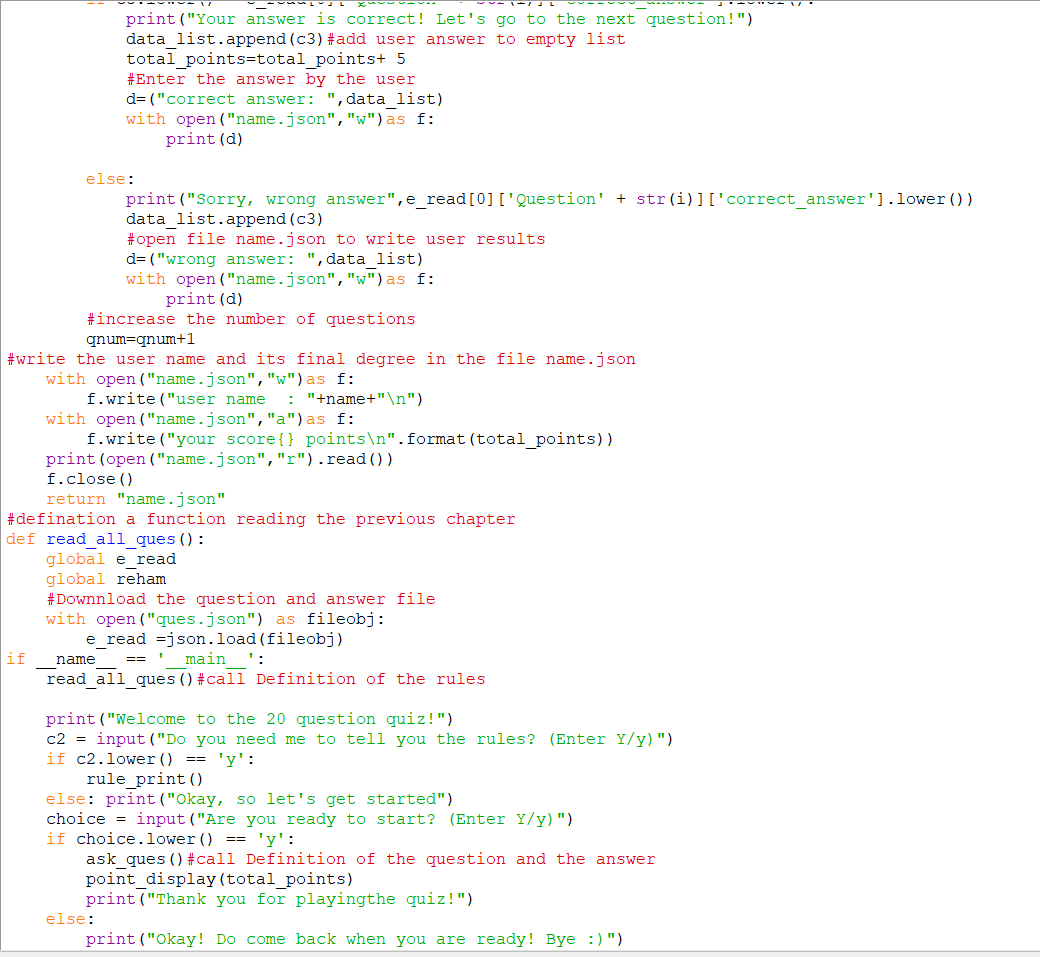 print("Your answer is correct! Let's go to the next question!")
            data_list.append(c3)#add user answer to empty list
            total_points=total_points+ 5
            #Enter the answer by the user
            d=("correct answer: ",data_list)
            with open("name.json","w")as f:
                print(d)

        else:
            print("Sorry, wrong answer",e_read[0]['Question' + str(i)]['correct_answer'].lower())
            data_list.append(c3)
            #open file name.json to write user results
            d=("wrong answer: ",data_list)
            with open("name.json","w")as f:
                print(d)
        #increase the number of questions
        qnum=qnum+1
#write the user name and its final degree in the file name.json
    with open("name.json","w")as f:
        f.write("user name  : "+name+"\n")
    with open("name.json","a")as f:
        f.write("your score{} points\n".format(total_points))
    print(open("name.json","r").read())
    f.close()
    return "name.json"
#defination a function reading the previous chapter
def read_all_ques():
    global e_read
    global reham
    #Downnload the question and answer file
    with open("ques.json") as fileobj:
        e_read =json.load(fileobj)
if __name__ == '__main__':
    read_all_ques()#call Definition of the rules

    print("Welcome to the 20 question quiz!")
    c2 = input("Do you need me to tell you the rules? (Enter Y/y)")
    if c2.lower() == 'y':
        rule_print()
    else: print("Okay, so let's get started")
    choice = input("Are you ready to start? (Enter Y/y)")
    if choice.lower() == 'y':
        ask_ques()#call Definition of the question and the answer
        point_display(total_points)
        print("Thank you for playingthe quiz!")
    else:
        print("Okay! Do come back when you are ready! Bye :)")